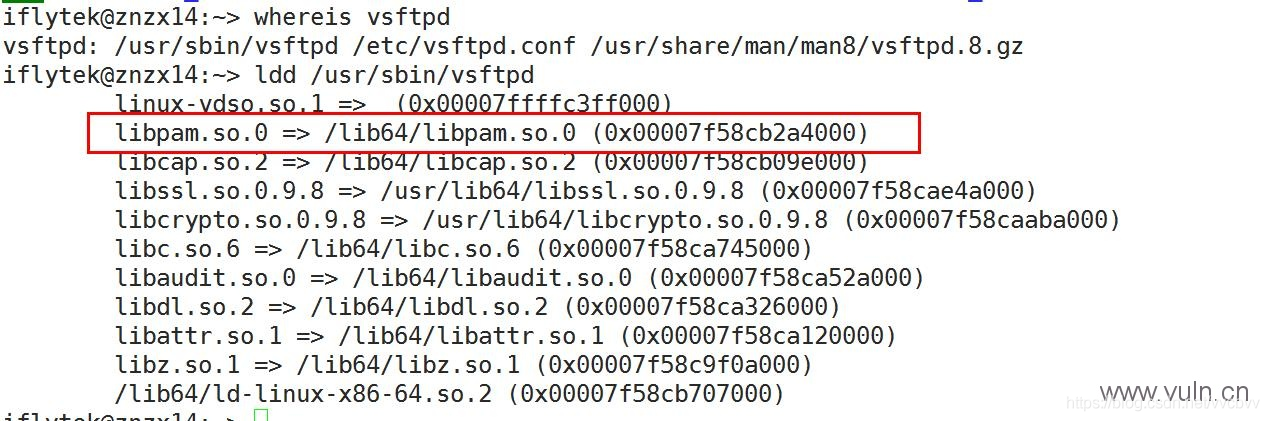 iflytek@znzx14:~> whereis vsftpd
vsftpd: /usr/sbin/vsftpd /etc/vsftpd.conf /usr/share/man/man8/vsftpd.8.gz
iflytek@znzx14:~> ldd /usr/sbin/vsftpd
linux-vdso.so.1 =>  (0x00007ffffc3ff000)
libpam.so.0 => /lib64/libpam.so.0 (0x00007f58cb2a4000)
libcap.so.2 => /lib64/libcap.so.2 (0x00007f58cb09e000)
libssl.so.0.9.8 => /usr/lib64/libssl.so.0.9.8 (0x00007f58cae4a000)
libcrypto.so.0.9.8 => /usr/lib64/libcrypto.so.0.9.8 (0x00007f58caaba000)
libc.so.6 => /lib64/libc.so.6 (0x00007f58ca745000)
libaudit.so.0 => /lib64/libaudit.so.0 (0x00007f58ca52a000)
libdl.so.2 => /lib64/libdl.so.2 (0x00007f58ca326000)
libattr.so.1 => /lib64/libattr.so.1 (0x00007f58ca120000)
libz.so.1 => /lib64/libz.so.1 (0x00007f58c9f0a000)
/lib64/ld-linux-x86-64.so.2 (0x00007f58cb707000)
www.vuln.cn
iflytek@znzx14:~>